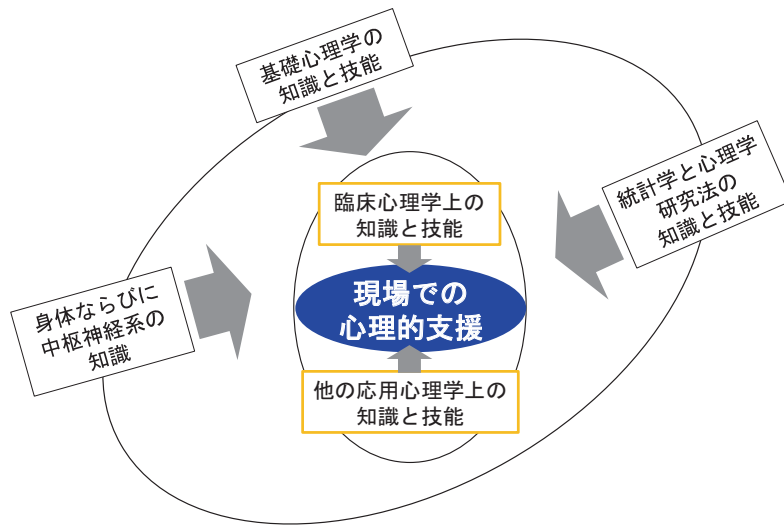 基礎心理学の
知識と技能
統計学と心理学
研究法の
知識と技能
臨床心理学上の
知識と技能
現場での
心理的支援
身体ならびに
中枢神経系の
知識
他の応用心理学上の
知識と技能